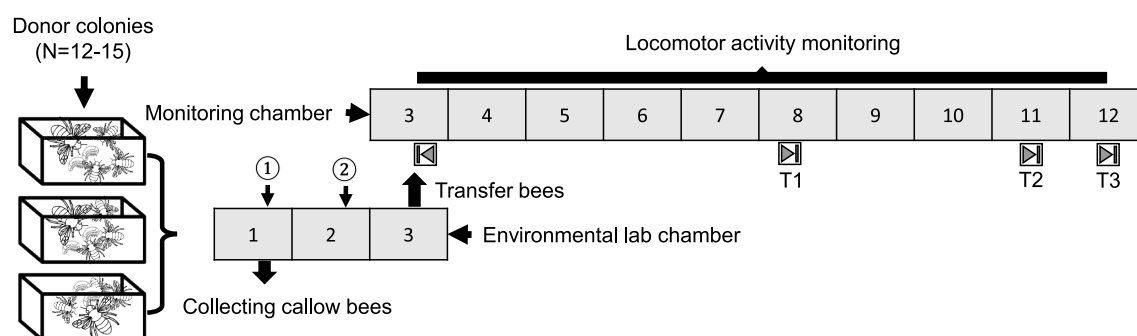 Donor colonies
(N=12-15)
Locomotor activity monitoring
Monitoring chamber
3 4 5 6 7 8 9 10 11 12
T1 T2 T3
① ②
Transfer bees
1 2 3
Environmental lab chamber
Collecting callow bees